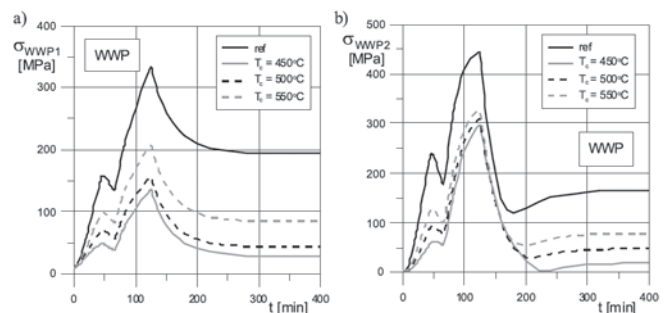 a)
400
σWWP1
[MPa]
WWP
ref
Tc = 450°C
Tc = 500°C
Tc = 550°C
300
200
100
0
0 100 200 300 400
t [min]
b)
500
σWWP2
[MPa]
400
ref
Tc = 450°C
Tc = 500°C
Tc = 550°C
300
WWP
200
100
0
0 100 200 300 400
t [min]